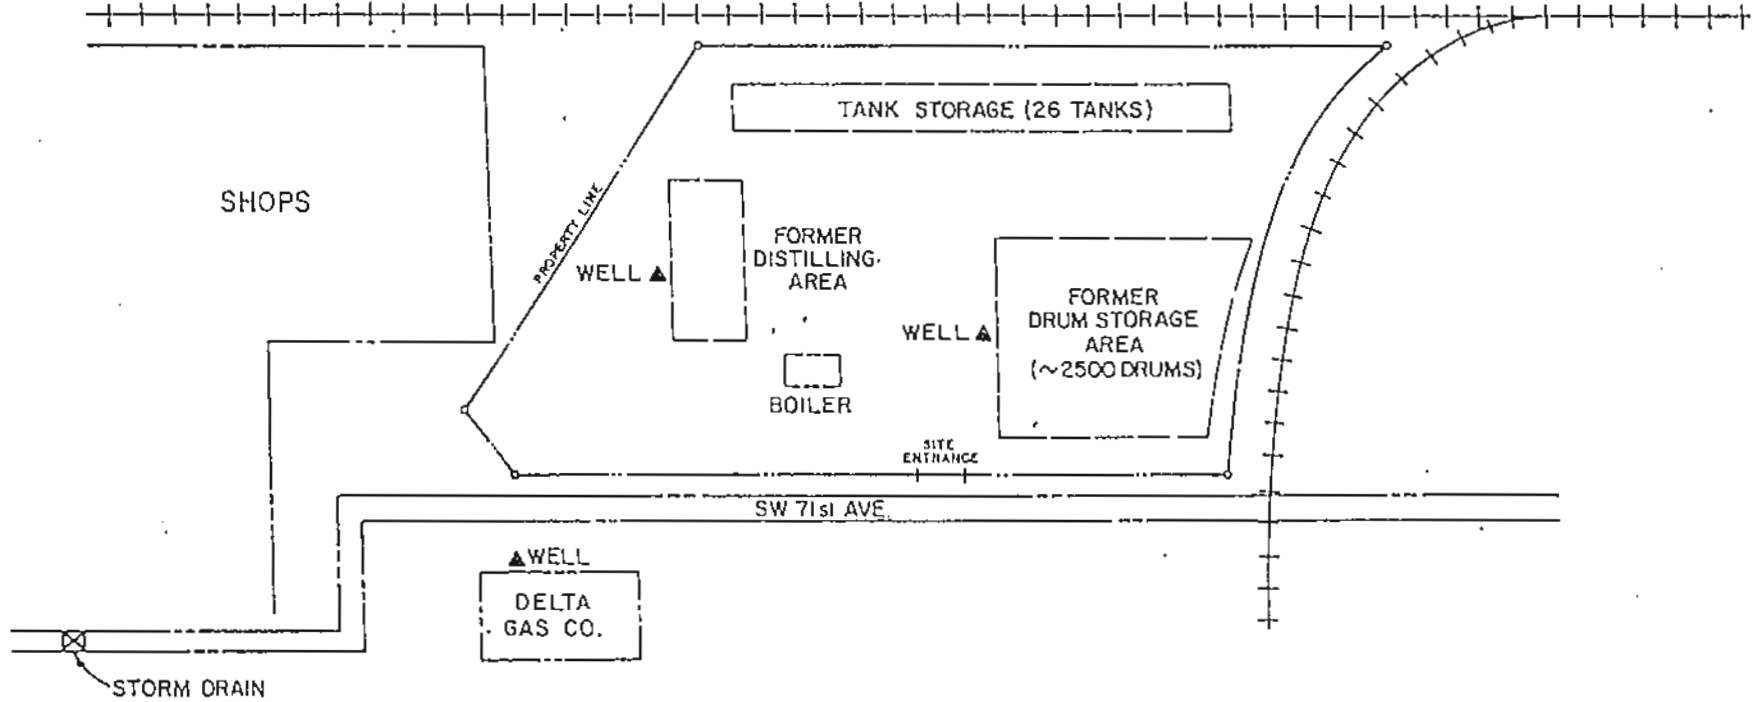 TANK STORAGE (26 TANKS)
SHOPS
PROPERTY LINE
FORMER
DISTILLING
AREA
WELL
FORMER
DRUM STORAGE
AREA
(~2500 DRUMS)
WELL
BOILER
SITE
ENTRANCE
SW 71st AVE.
WELL
DELTA
GAS CO.
STORM DRAIN